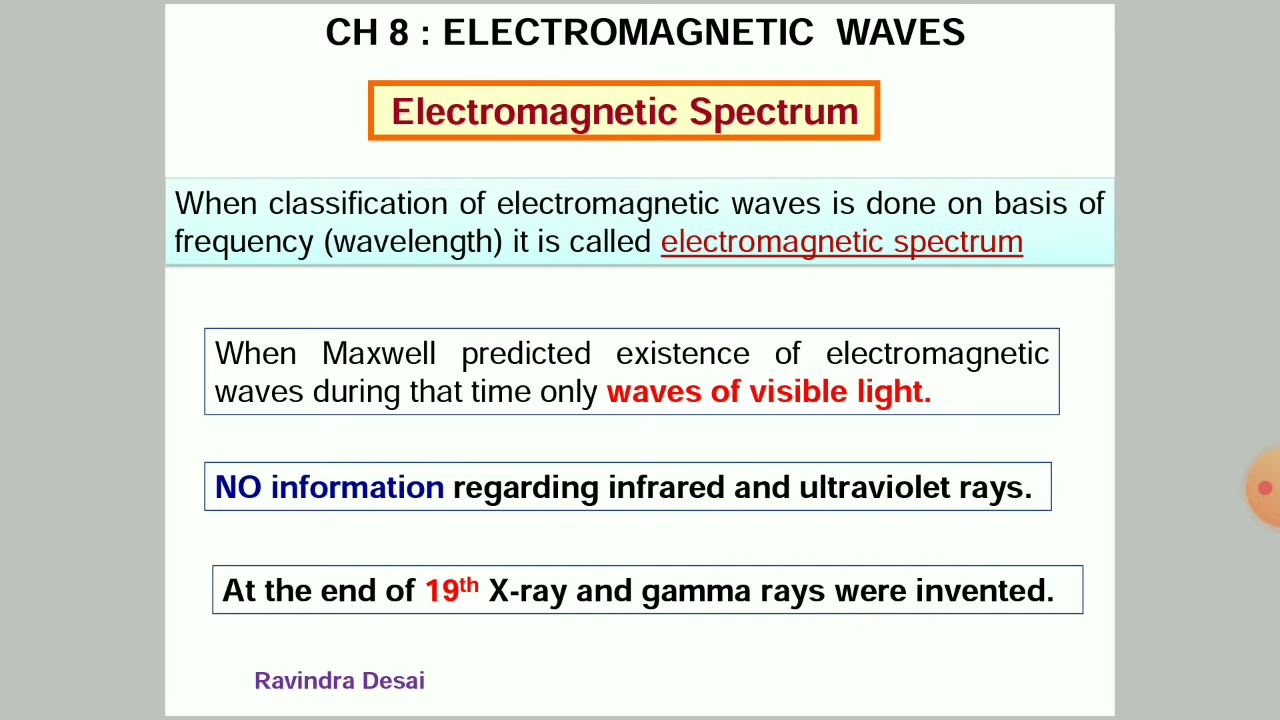 CH 8 : ELECTROMAGNETIC WAVES
Electromagnetic Spectrum
When classification of electromagnetic waves is done on basis of
frequency (wavelength) it is called electromagnetic spectrum
When Maxwell predicted existence of electromagnetic
waves during that time only waves of visible light.
NO information regarding infrared and ultraviolet rays.
At the end of 19th X-ray and gamma rays were invented.
Ravindra Desai